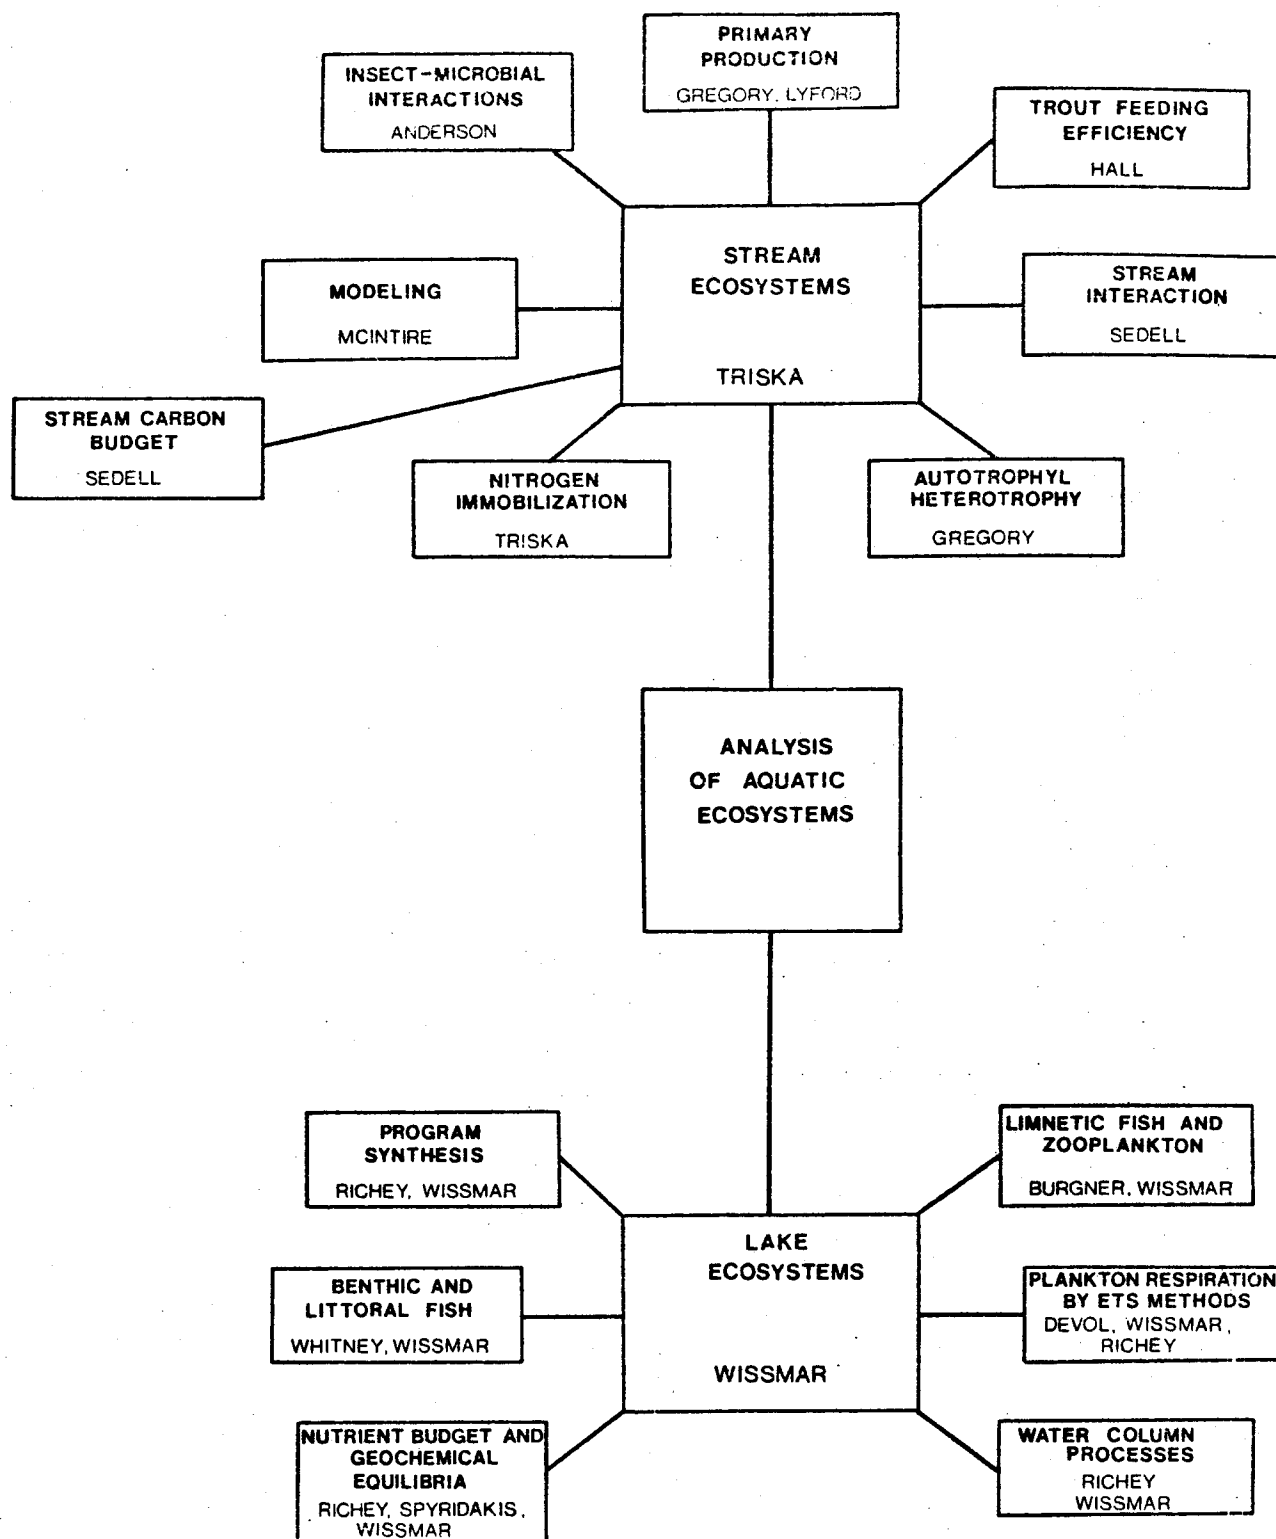 PRIMARY
PRODUCTION
GREGORY, LYFORD
INSECT-MICROBIAL
INTERACTIONS
ANDERSON
TROUT FEEDING
EFFICIENCY
HALL
STREAM
ECOSYSTEMS
TRISKA
MODELING
MCINTIRE
STREAM
INTERACTION
SEDELL
STREAM CARBON
BUDGET
SEDELL
NITROGEN
IMMOBILIZATION
TRISKA
AUTOTROPHYL
HETEROTROPHY
GREGORY
ANALYSIS
OF AQUATIC
ECOSYSTEMS
PROGRAM
SYNTHESIS
RICHEY, WISSMAR
LIMNETIC FISH AND
ZOOPLANKTON
BURGNER, WISSMAR
LAKE
ECOSYSTEMS
WISSMAR
BENTHIC AND
LITTORAL FISH
WHITNEY, WISSMAR
PLANKTON RESPIRATION
BY ETS METHODS
DEVOL, WISSMAR,
RICHEY
NUTRIENT BUDGET AND
GEOCHEMICAL
EQUILIBRIA
RICHEY, SPYRIDAKIS,
WISSMAR
WATER COLUMN
PROCESSES
RICHEY
WISSMAR